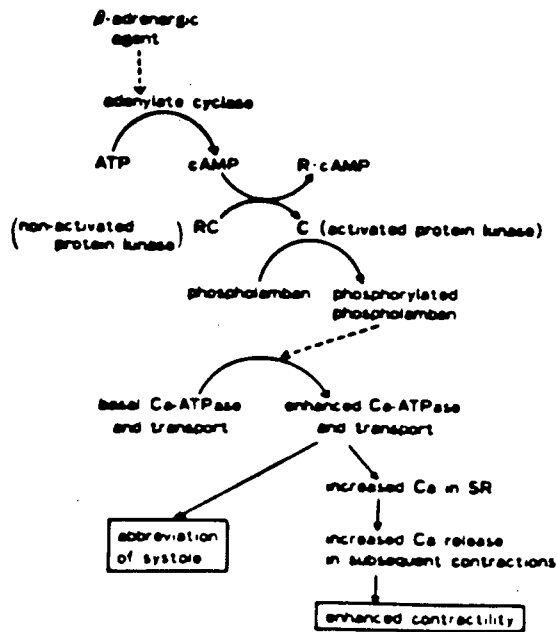 β-adrenergic
agent
adenylate cyclase
ATP
cAMP
R·cAMP
(non-activated
protein kinase)
RC
C (activated protein kinase)
phospholamban
phosphorylated
phospholamban
basal Ca-ATPase
and transport
enhanced Ca-ATPase
and transport
increased Ca in SR
abbreviation
of systole
increased Ca release
in subsequent contractions
enhanced contractility